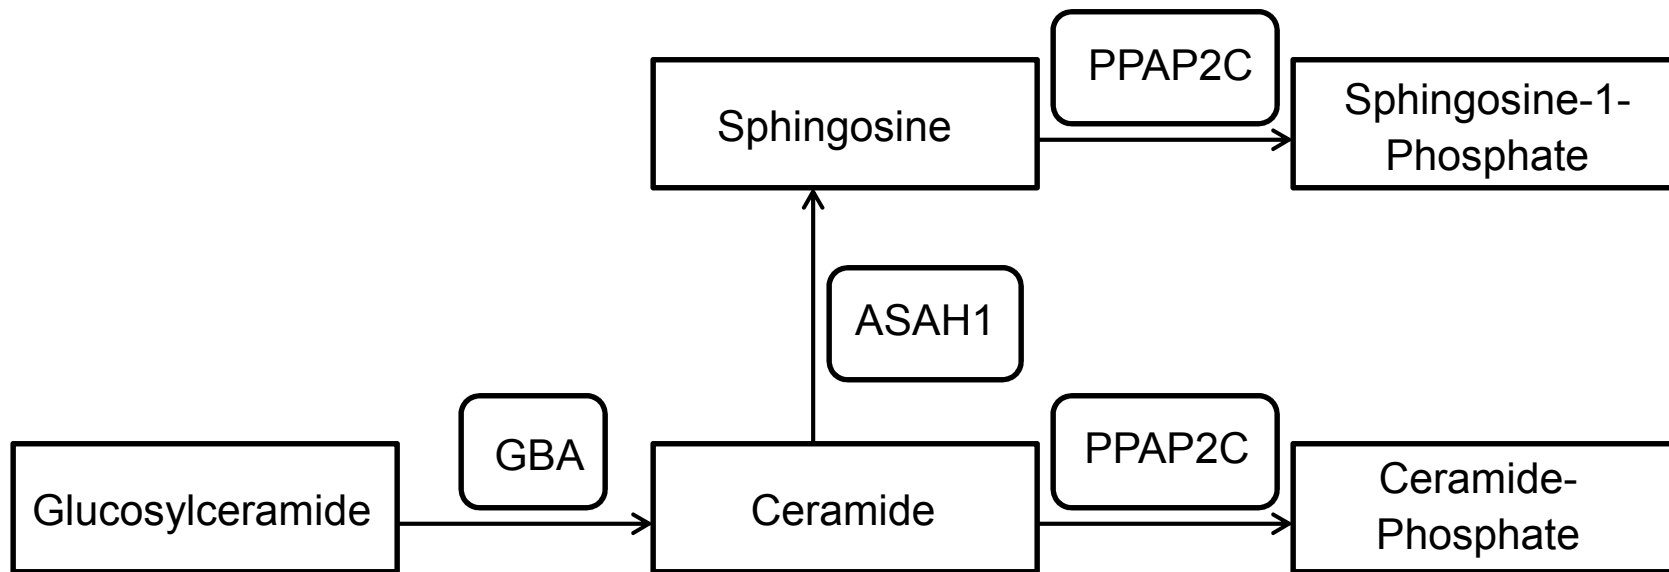 PPAP2C
Sphingosine
Sphingosine-1-
Phosphate
ASAH1
GBA
PPAP2C
Glucosylceramide
Ceramide
Ceramide-
Phosphate